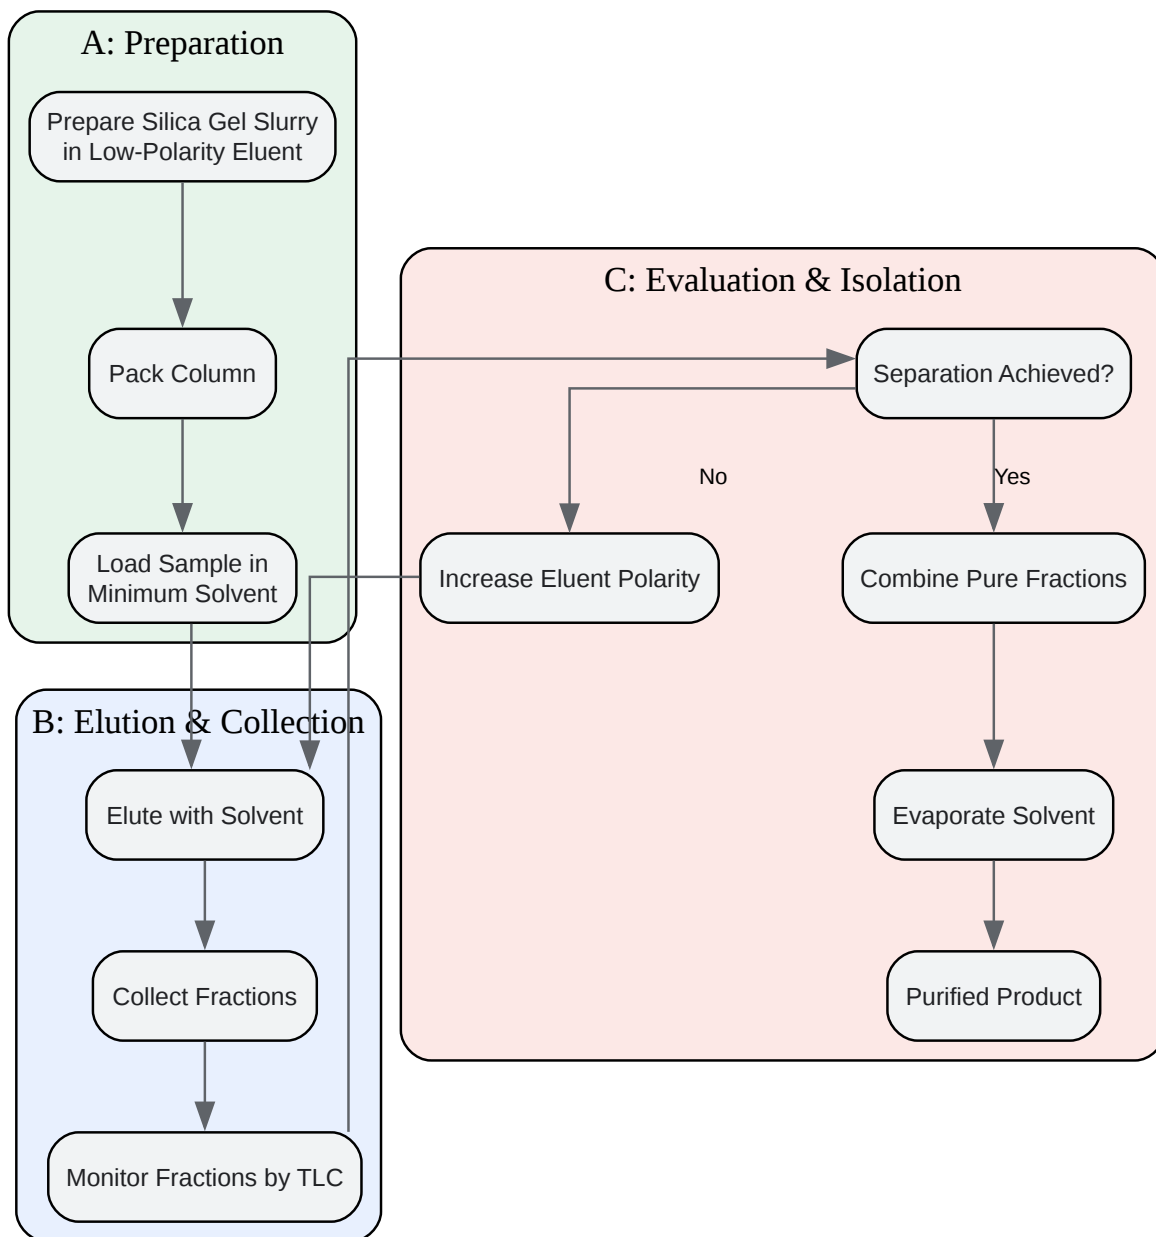 A: Preparation
Prepare Silica Gel Slurry
in Low-Polarity Eluent
Pack Column
Load Sample in
Minimum Solvent
B: Elution & Collection
Elute with Solvent
Collect Fractions
Monitor Fractions by TLC
C: Evaluation & Isolation
Separation Achieved?
No
Yes
Increase Eluent Polarity
Combine Pure Fractions
Evaporate Solvent
Purified Product